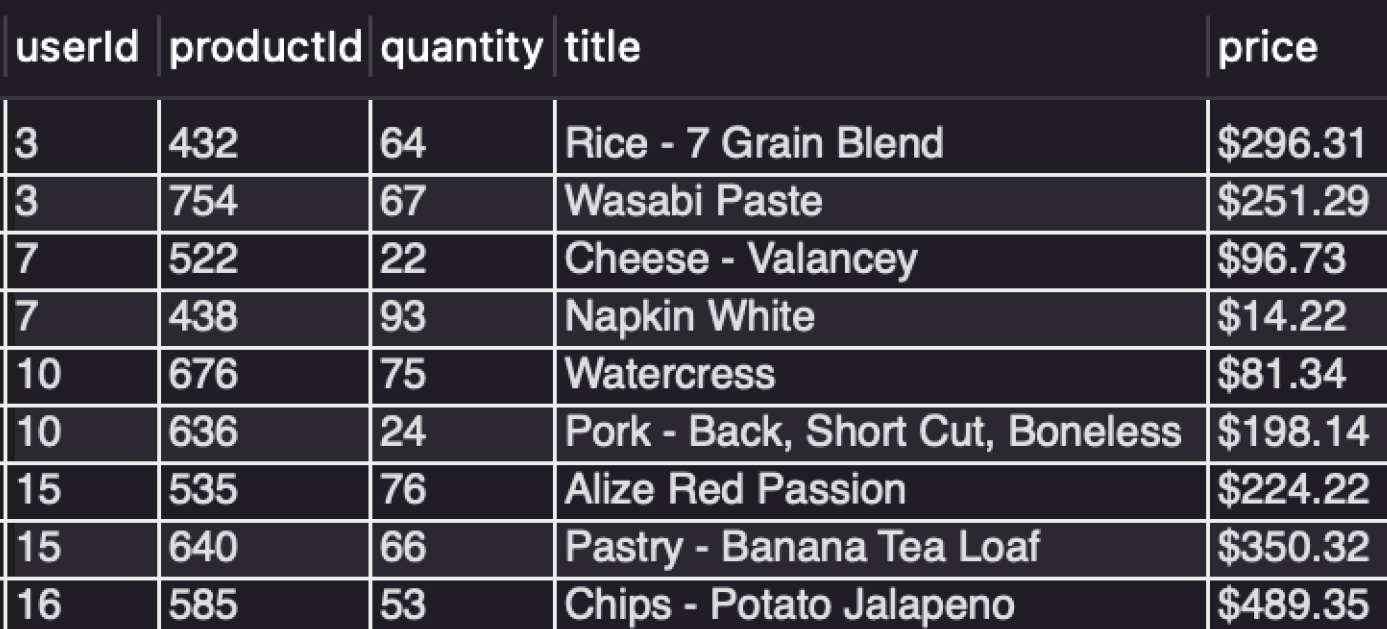 userId productId quantity title price
3 432 64 Rice - 7 Grain Blend $296.31
3 754 67 Wasabi Paste $251.29
7 522 22 Cheese - Valancey $96.73
7 438 93 Napkin White $14.22
10 676 75 Watercress $81.34
10 636 24 Pork - Back, Short Cut, Boneless $198.14
15 535 76 Alize Red Passion $224.22
15 640 66 Pastry - Banana Tea Loaf $350.32
16 585 53 Chips - Potato Jalapeno $489.35